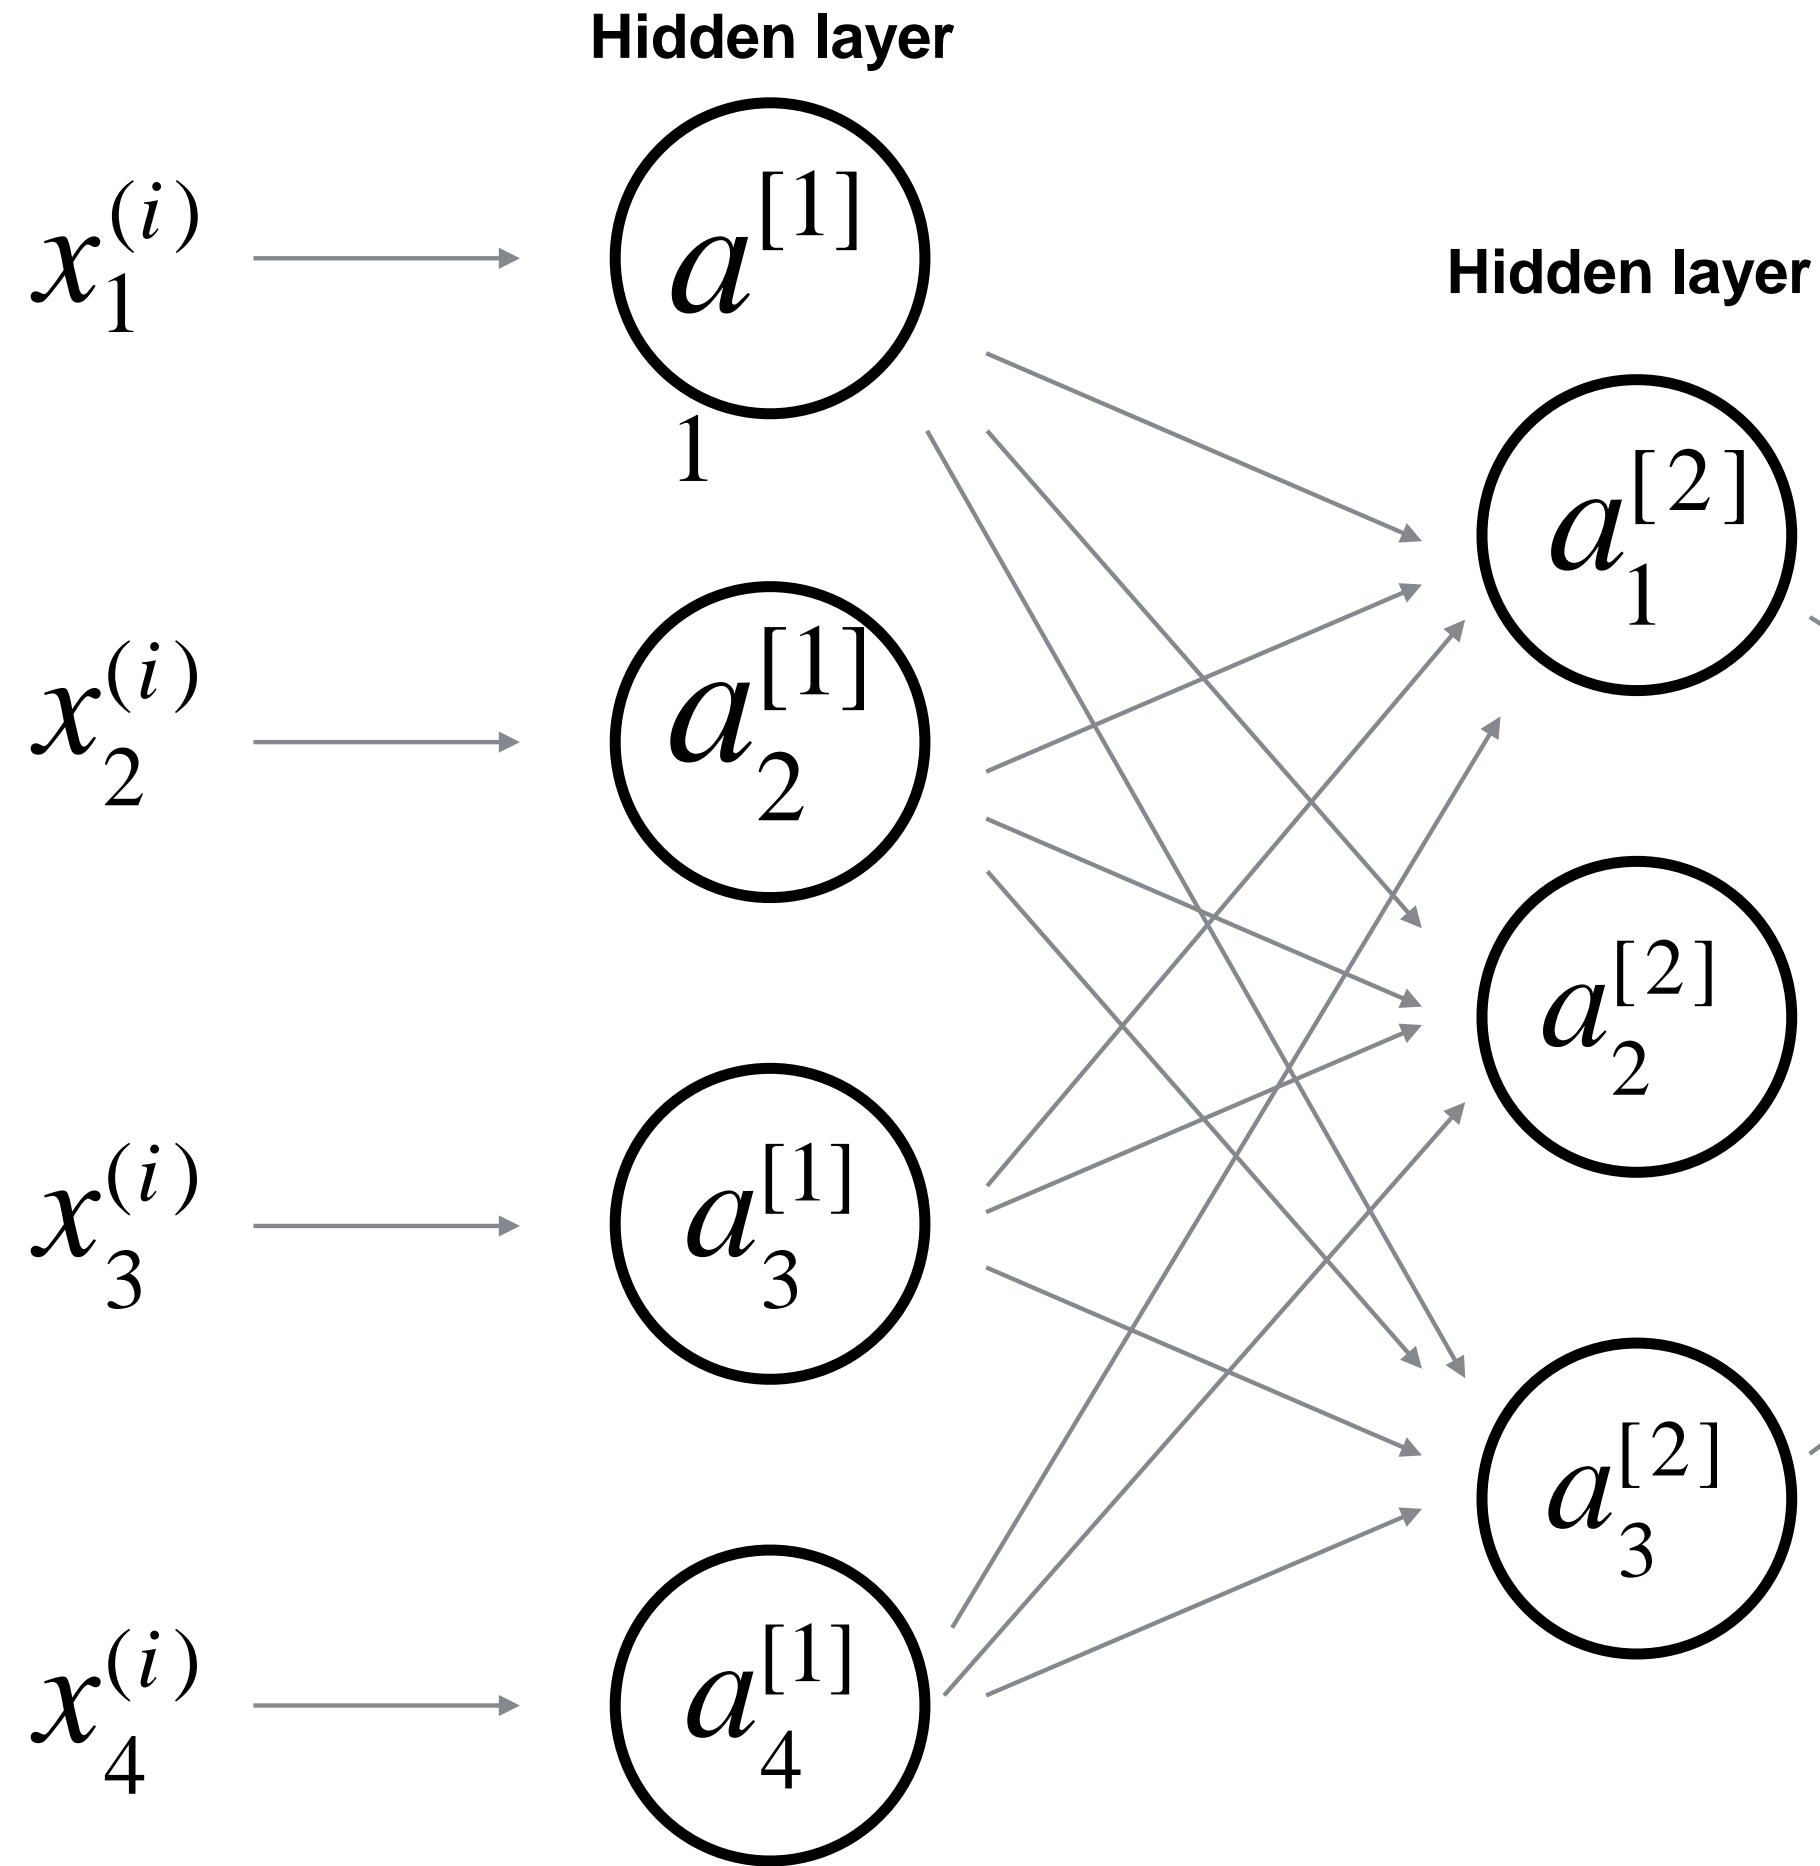 Hidden layer
x_1^{(i)}
a^{[1]}
1
Hidden layer
a_1^{[2]}
x_2^{(i)}
a_2^{[1]}
a_2^{[2]}
x_3^{(i)}
a_3^{[1]}
a_3^{[2]}
x_4^{(i)}
a_4^{[1]}